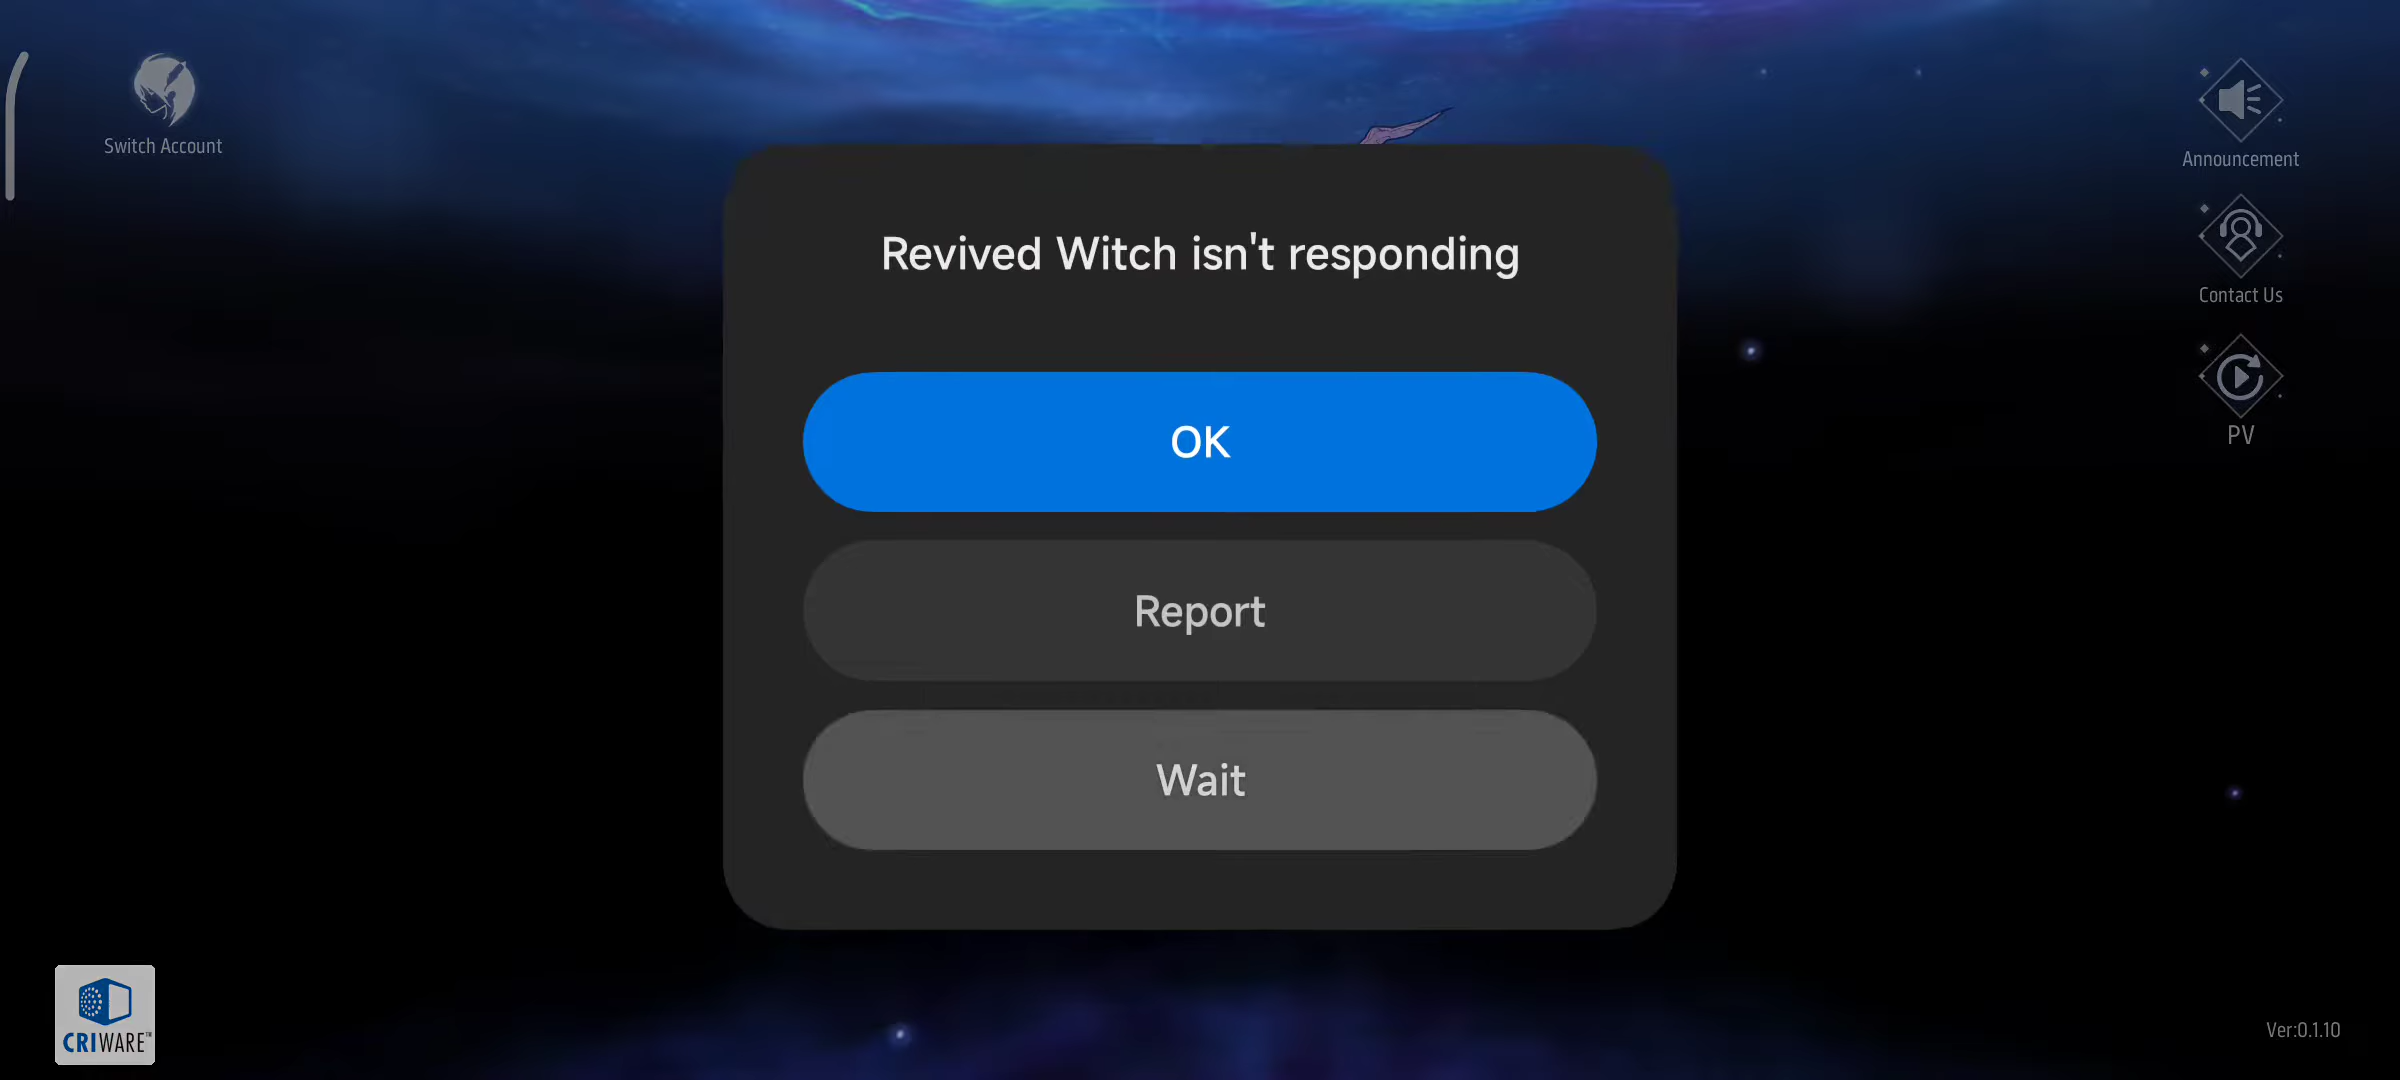 Switch Account
Announcement
Contact Us
PV
Revived Witch isn't responding
OK
Report
Wait
CRIWARE™
Ver:0.1.10